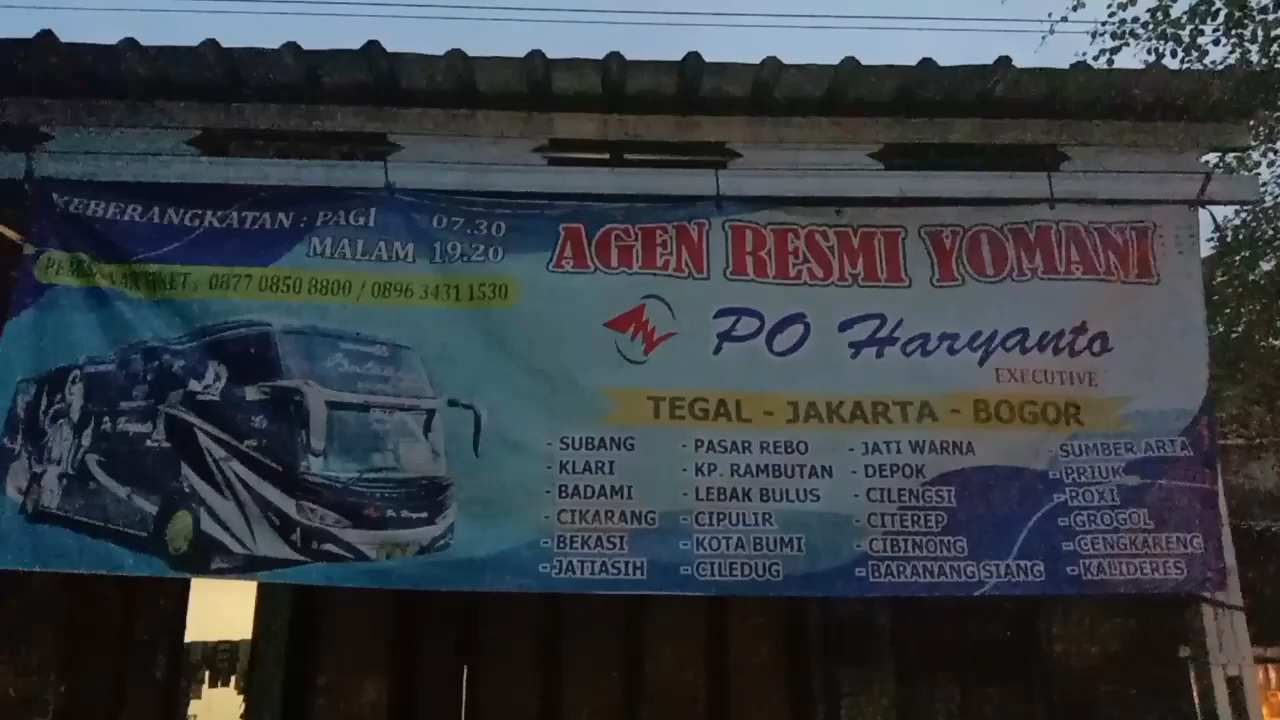 KEBERANGKATAN : PAGI 07.30
MALAM 19.20
0877 0850 8800 / 0896 3431 1530
AGEN RESMI YOMANI
PO Haryanto
EXECUTIVE
TEGAL - JAKARTA - BOGOR
- SUBANG
- KLARI
- BADAMI
- CIKARANG
- BEKASI
- JATIASIH
- PASAR REBO
- KP. RAMBUTAN
- LEBAK BULUS
- CIPULIR
- KOTA BUMI
- CILEDUG
- JATI WARNA
- DEPOK
- CILENGSI
- CITEREP
- CIBINONG
- BARANANG SIANG
- SUMBER ARTA
- PRIUK
- ROXI
- GROGOL
- CENGKARENG
- KALIDERES